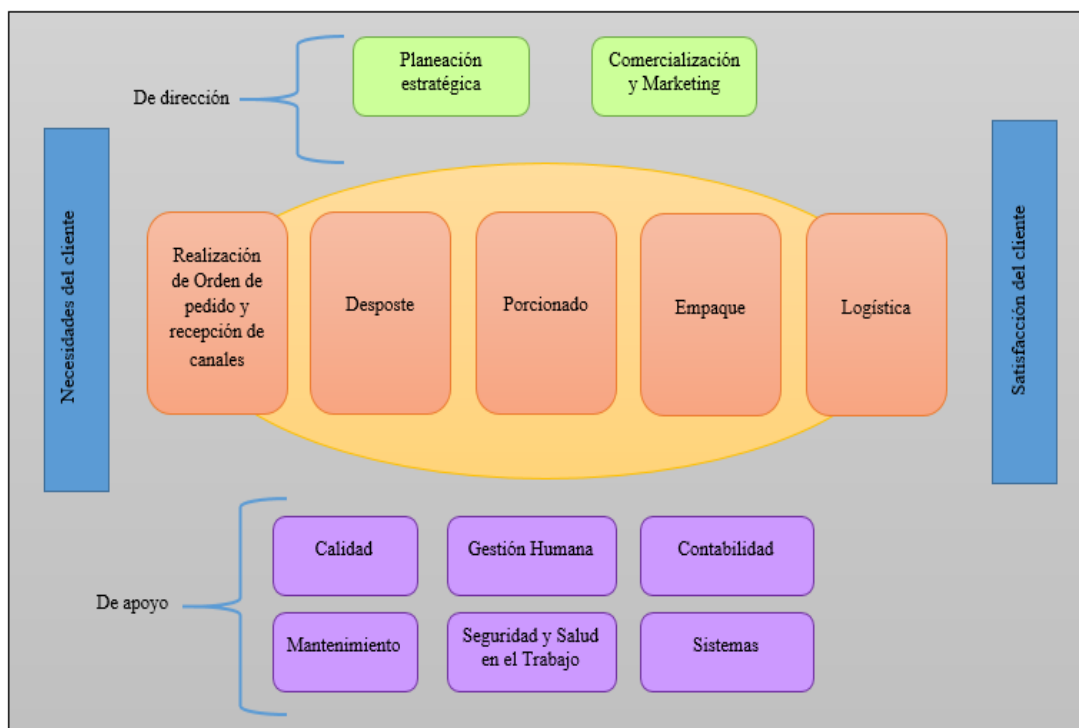 Planeación
estratégica
Comercialización
y Marketing
De dirección
Necesidades del cliente
Realización
de Orden de
pedido y
recepción de
canales
Desposte
Porcionado
Empaque
Logística
Satisfacción del cliente
De apoyo
Calidad
Gestión Humana
Contabilidad
Mantenimiento
Seguridad y Salud
en el Trabajo
Sistemas